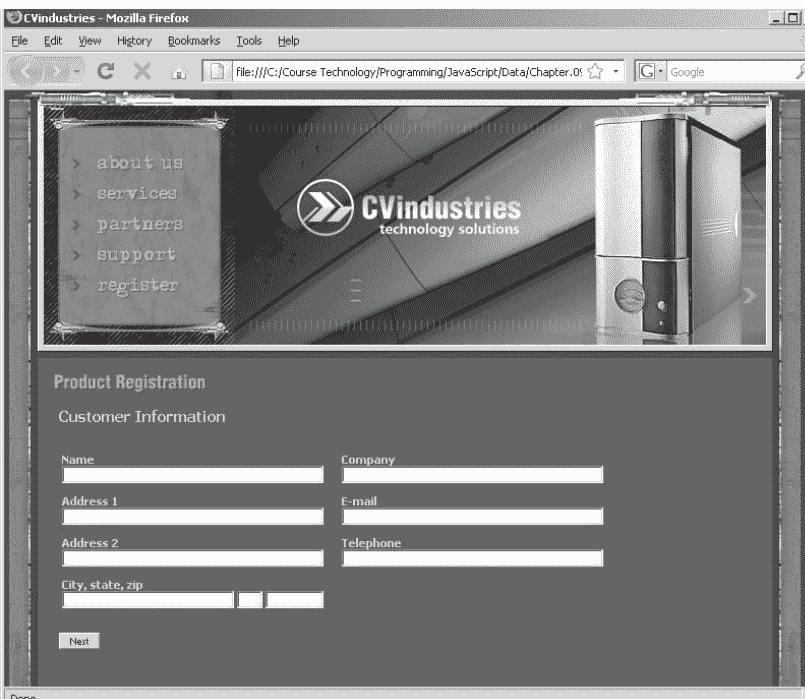 CVindustries - Mozilla Firefox
File Edit View History Bookmarks Tools Help
file:///C:/Course Technology/Programming/JavaScript/Data/Chapter.09
G Google
about us
services
partners
support
register
CVindustries
technology solutions
Product Registration
Customer Information
Name Company
Address 1 E-mail
Address 2 Telephone
City, state, zip
Next
Done